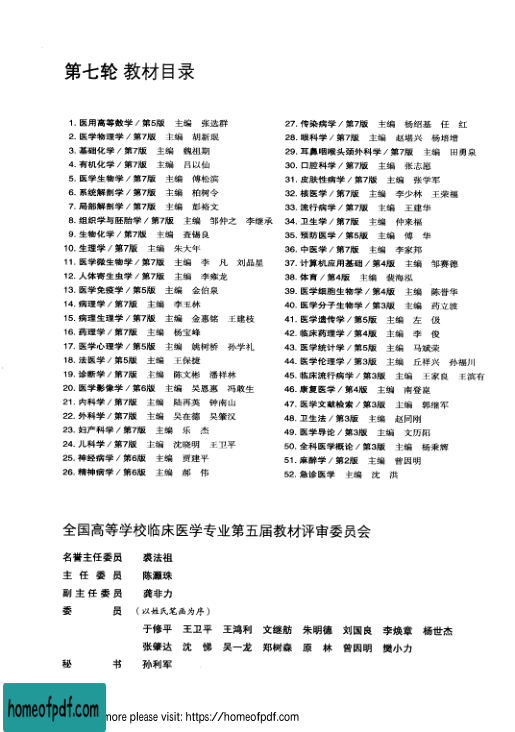 第七轮 教材目录
1. 医用高等数学/第5版 主编 张选群
2. 医学物理学/第7版 主编 胡新珉
3. 基础化学/第7版 主编 魏祖期
4. 有机化学/第7版 主编 吕以仙
5. 医学生物学/第7版 主编 傅松滨
6. 系统解剖学/第7版 主编 柏树令
7. 局部解剖学/第7版 主编 彭裕文
8. 组织学与胚胎学/第7版 主编 邹仲之 李继承
9. 生物化学/第7版 主编 查锡良
10. 生理学/第7版 主编 朱大年
11. 医学微生物学/第7版 主编 李 凡 刘晶星
12. 人体寄生虫学/第7版 主编 李雍龙
13. 医学免疫学/第5版 主编 金伯泉
14. 病理学/第7版 主编 李玉林
15. 病理生理学/第7版 主编 金惠铭 王建枝
16. 药理学/第7版 主编 杨宝峰
17. 医学心理学/第5版 主编 姚树桥 孙学礼
18. 法医学/第5版 主编 王保捷
19. 诊断学/第7版 主编 陈文彬 潘祥林
20. 医学影像学/第6版 主编 吴恩惠 冯敢生
21. 内科学/第7版 主编 陆再英 钟南山
22. 外科学/第7版 主编 吴在德 吴肇汉
23. 妇产科学/第7版 主编 乐 杰
24. 儿科学/第7版 主编 沈晓明 王卫平
25. 神经病学/第6版 主编 贾建平
26. 精神病学/第6版 主编 郝 伟
27. 传染病学/第7版 主编 杨绍基 任 红
28. 眼科学/第7版 主编 赵堪兴 杨培增
29. 耳鼻咽喉头颈外科学/第7版 主编 田勇泉
30. 口腔科学/第7版 主编 张志愿
31. 皮肤性病学/第7版 主编 张学军
32. 核医学/第7版 主编 李少林 王荣福
33. 流行病学/第7版 主编 王建华
34. 卫生学/第7版 主编 仲来福
35. 预防医学/第5版 主编 傅 华
36. 中医学/第7版 主编 李家邦
37. 计算机应用基础/第4版 主编 邹赛德
38. 体育/第4版 主编 裴海泓
39. 医学细胞生物学/第4版 主编 陈誉华
40. 医学分子生物学/第3版 主编 药立波
41. 医学遗传学/第5版 主编 左 伋
42. 临床药理学/第4版 主编 李 俊
43. 医学统计学/第5版 主编 马斌荣
44. 医学伦理学/第3版 主编 丘祥兴 孙福川
45. 临床流行病学/第3版 主编 王家良 王滨有
46. 康复医学/第4版 主编 南登崑
47. 医学文献检索/第3版 主编 郭继军
48. 卫生法/第3版 主编 赵同刚
49. 医学导论/第3版 主编 文历阳
50. 全科医学概论/第3版 主编 杨秉辉
51. 麻醉学/第2版 主编 曾因明
52. 急诊医学 主编 沈 洪
全国高等学校临床医学专业第五届教材评审委员会
名誉主任委员 裘法祖
主任委员 陈灏珠
副主任委员 龚非力
委 员 (以姓氏笔画为序)
于修平 王卫平 王鸿利 文继舫 朱明德 刘国良 李焕章 杨世杰
张肇达 沈 悌 吴一龙 郑树森 原 林 曾因明 樊小力
秘 书 孙利军
homeofpdf.com
more please visit: https://homeofpdf.com